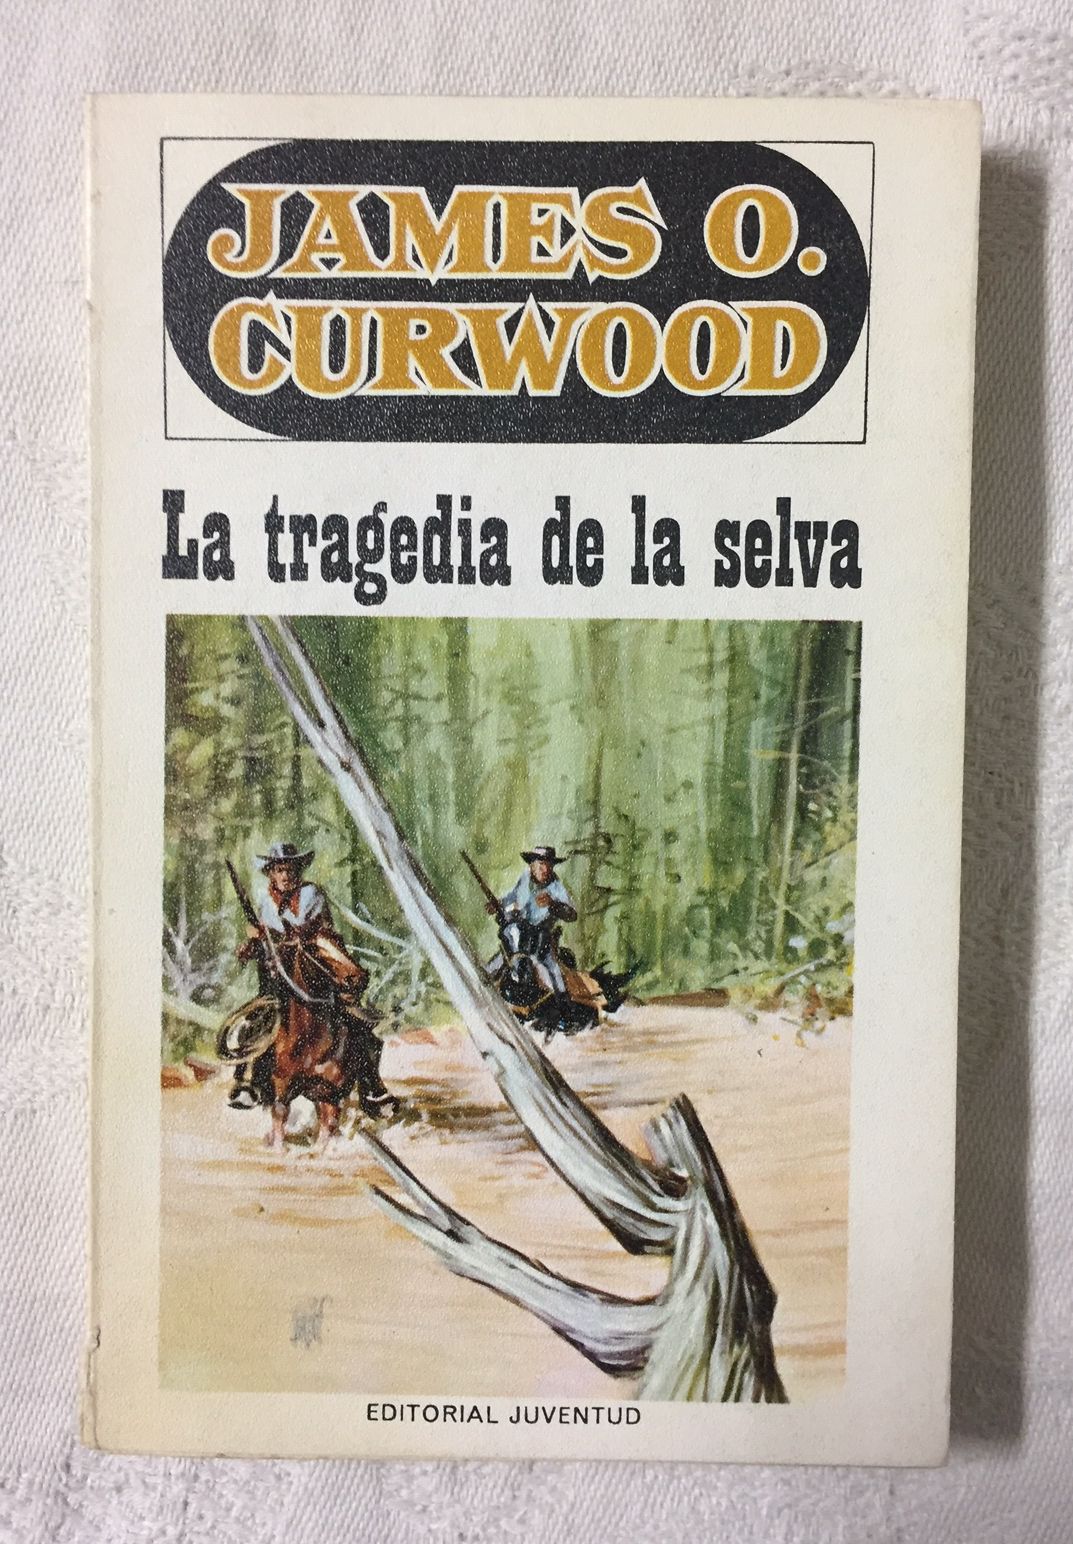 JAMES O.
CURWOOD
La tragedia de la selva
EDITORIAL JUVENTUD